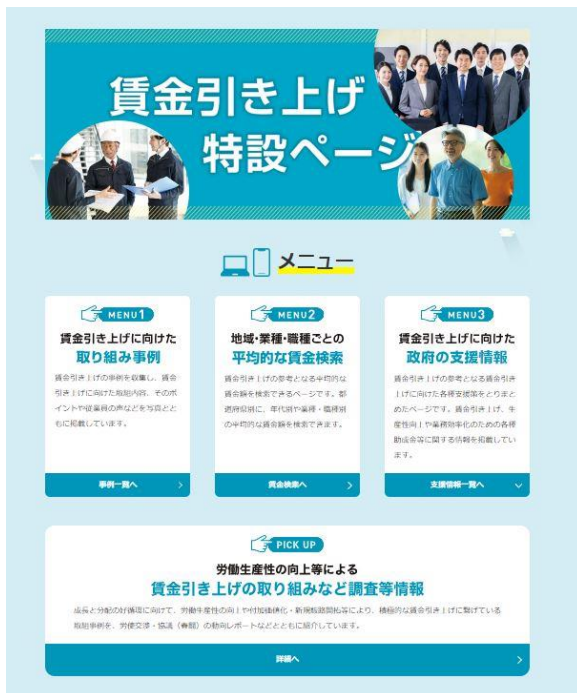 賃金引き上げ
特設ページ
メニュー
MENU1
賃金引き上げに向けた
取り組み事例
賃金引き上げの事例を収集し、賃金
引き上げに向けた取組内容、そのポ
イントや従業員の声などを写真とと
もに掲載しています。
事例一覧へ
MENU2
地域・業種・職種ごとの
平均的な賃金検索
賃金引き上げの参考となる平均的な
賃金額を検索できるページです。都
道府県別に、年代別や業種・職種別
の平均的な賃金額を検索できます。
賃金検索へ
MENU3
賃金引き上げに向けた
政府の支援情報
賃金引き上げの参考となる賃金引き
上げに向けた各種支援策をとりまと
めたページです。賃金引き上げ、生
産性向上や業務効率化のための各種
助成金等に関する情報を掲載してい
ます。
支援情報一覧へ
PICK UP
労働生産性の向上等による
賃金引き上げの取り組みなど調査等情報
成長と分配の好循環に向けて、労働生産性の向上や付加価値化・新規販路開拓等により、積極的な賃金引き上げに繋げている
取組事例を、労使交渉・協議（春闘）の動向レポートなどとともに紹介しています。
詳細へ